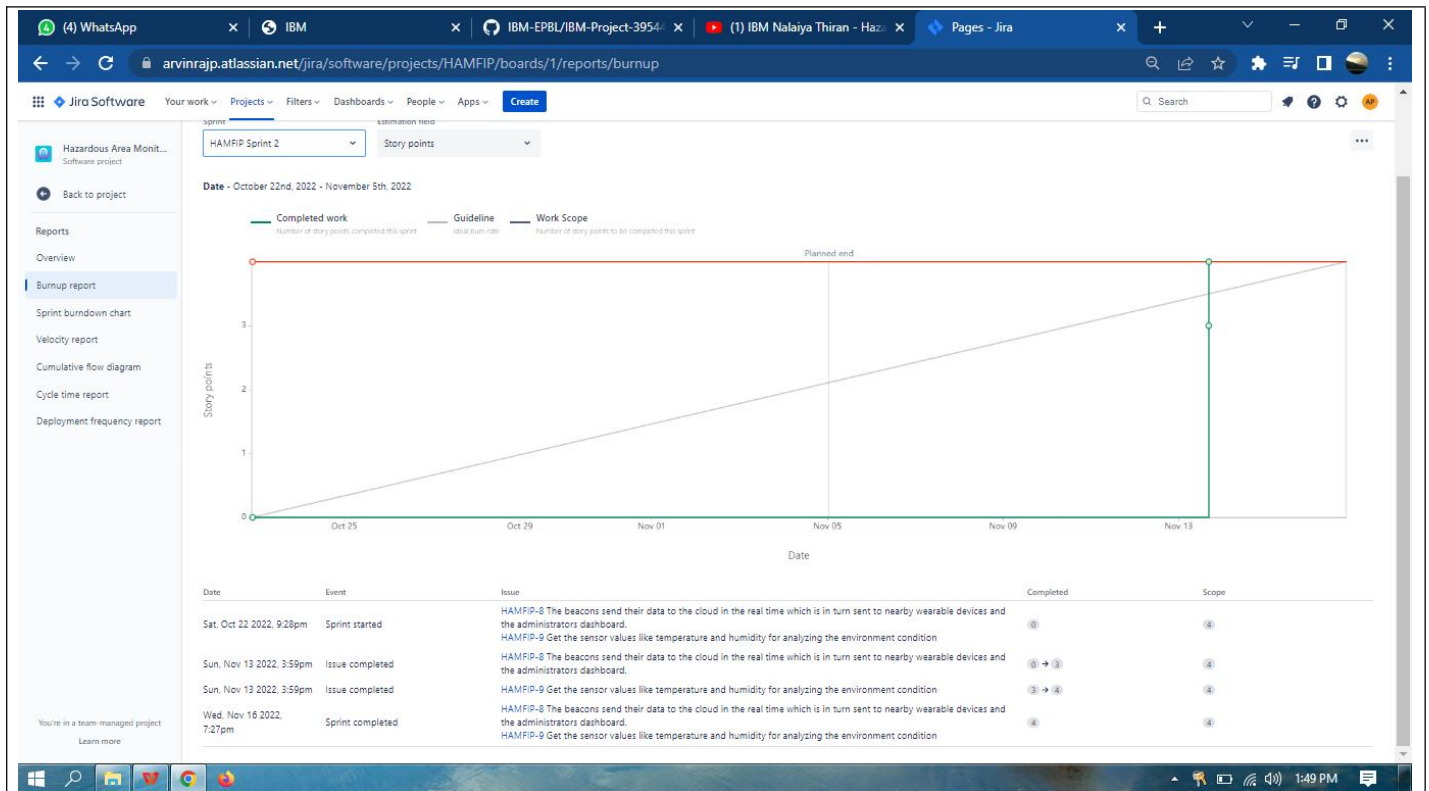 (4) WhatsApp
IBM
IBM-EPBL/IBM-Project-39544
(1) IBM Nalaiya Thiran - Haza
Pages - Jira
arvinrajp.atlassian.net/jira/software/projects/HAMFIP/boards/1/reports/burnup
Jira Software Your work Projects Filters Dashboards People Apps Create Search AP
Sprint Estimation field
HAMFIP Sprint 2 Story points
Hazardous Area Monit...
Software project
Back to project
Reports
Overview
Burnup report
Sprint burndown chart
Velocity report
Cumulative flow diagram
Cycle time report
Deployment frequency report
You're in a team-managed project
Learn more
Date - October 22nd, 2022 - November 5th, 2022
Completed work Guideline Work Scope
Number of story points completed this sprint Ideal burn rate Number of story points to be completed this sprint
Planned end
3
2
1
0
Story points
Oct 25 Oct 29 Nov 01 Nov 05 Nov 09 Nov 13
Date
Date Event Issue Completed Scope
HAMFIP-8 The beacons send their data to the cloud in the real time which is in turn sent to nearby wearable devices and
the administrators dashboard.
Sat, Oct 22 2022, 9:28pm Sprint started 0 4
HAMFIP-9 Get the sensor values like temperature and humidity for analyzing the environment condition
HAMFIP-8 The beacons send their data to the cloud in the real time which is in turn sent to nearby wearable devices and
Sun, Nov 13 2022, 3:59pm Issue completed 0 → 3 4
the administrators dashboard.
Sun, Nov 13 2022, 3:59pm Issue completed HAMFIP-9 Get the sensor values like temperature and humidity for analyzing the environment condition 3 → 4 4
HAMFIP-8 The beacons send their data to the cloud in the real time which is in turn sent to nearby wearable devices and
Wed, Nov 16 2022,
7:27pm Sprint completed the administrators dashboard. 4 4
HAMFIP-9 Get the sensor values like temperature and humidity for analyzing the environment condition
1:49 PM